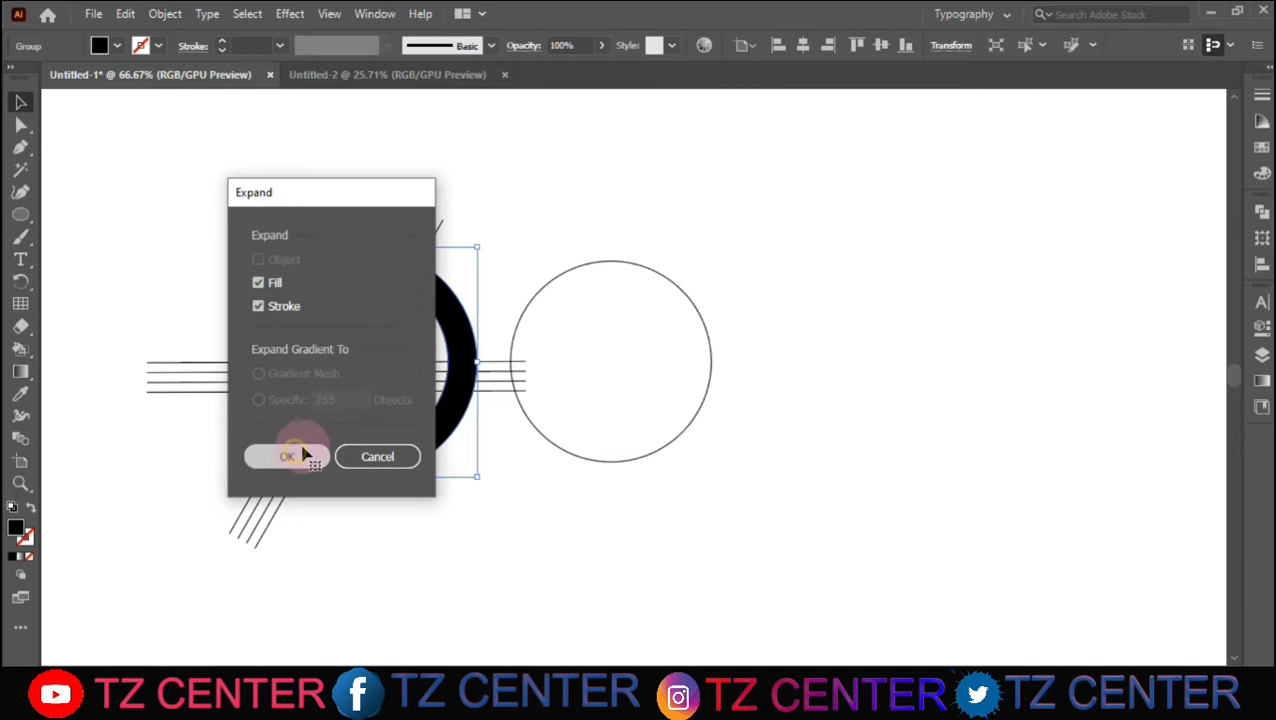 Ai File Edit Object Type Select Effect View Window Help Typography Search Adobe Stock
Group Stroke: Basic Opacity: 100% Style: Transform
Untitled-1* @ 66.67% (RGB/GPU Preview) × Untitled-2 @ 25.71% (RGB/GPU Preview) ×
Expand
Expand
Object
Fill
Stroke
Expand Gradient To
Gradient Mesh
Specify: 255 Objects
OK Cancel
TZ CENTER TZ CENTER TZ CENTER TZ CENTER